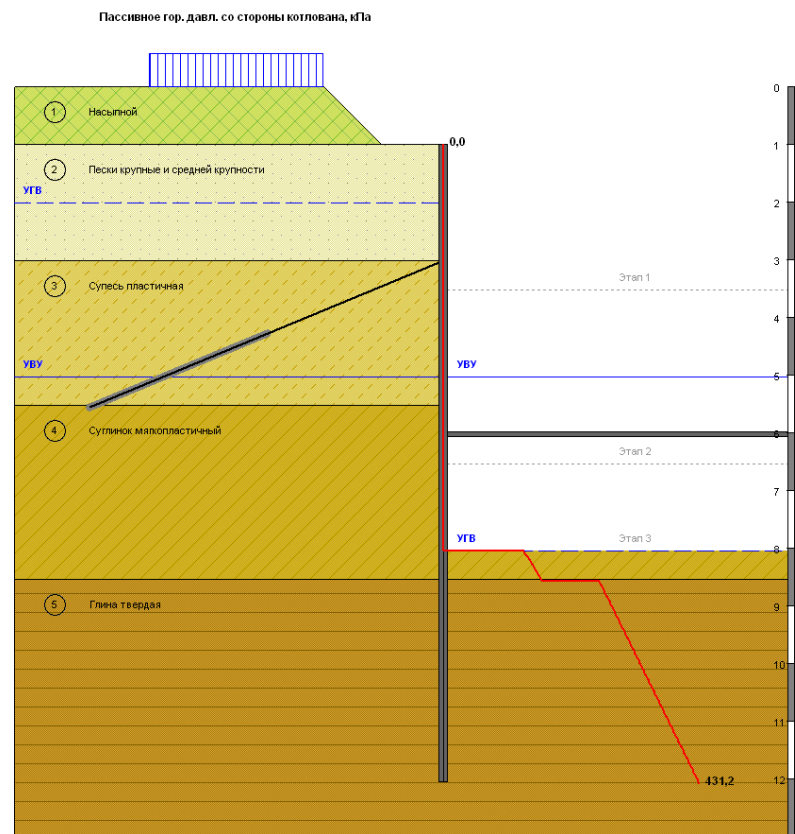 Пассивное гор. давл. со стороны котлована, кПа
0
1 Насыпной
0,0
1
2 Пески крупные и средней крупности
УГВ
2
3
Этап 1
3 Супесь пластичная
4
УВУ
УВУ
5
4 Суглинок мягкопластичный
6
Этап 2
7
УГВ
Этап 3
8
5 Глина твердая
9
10
11
431,2
12